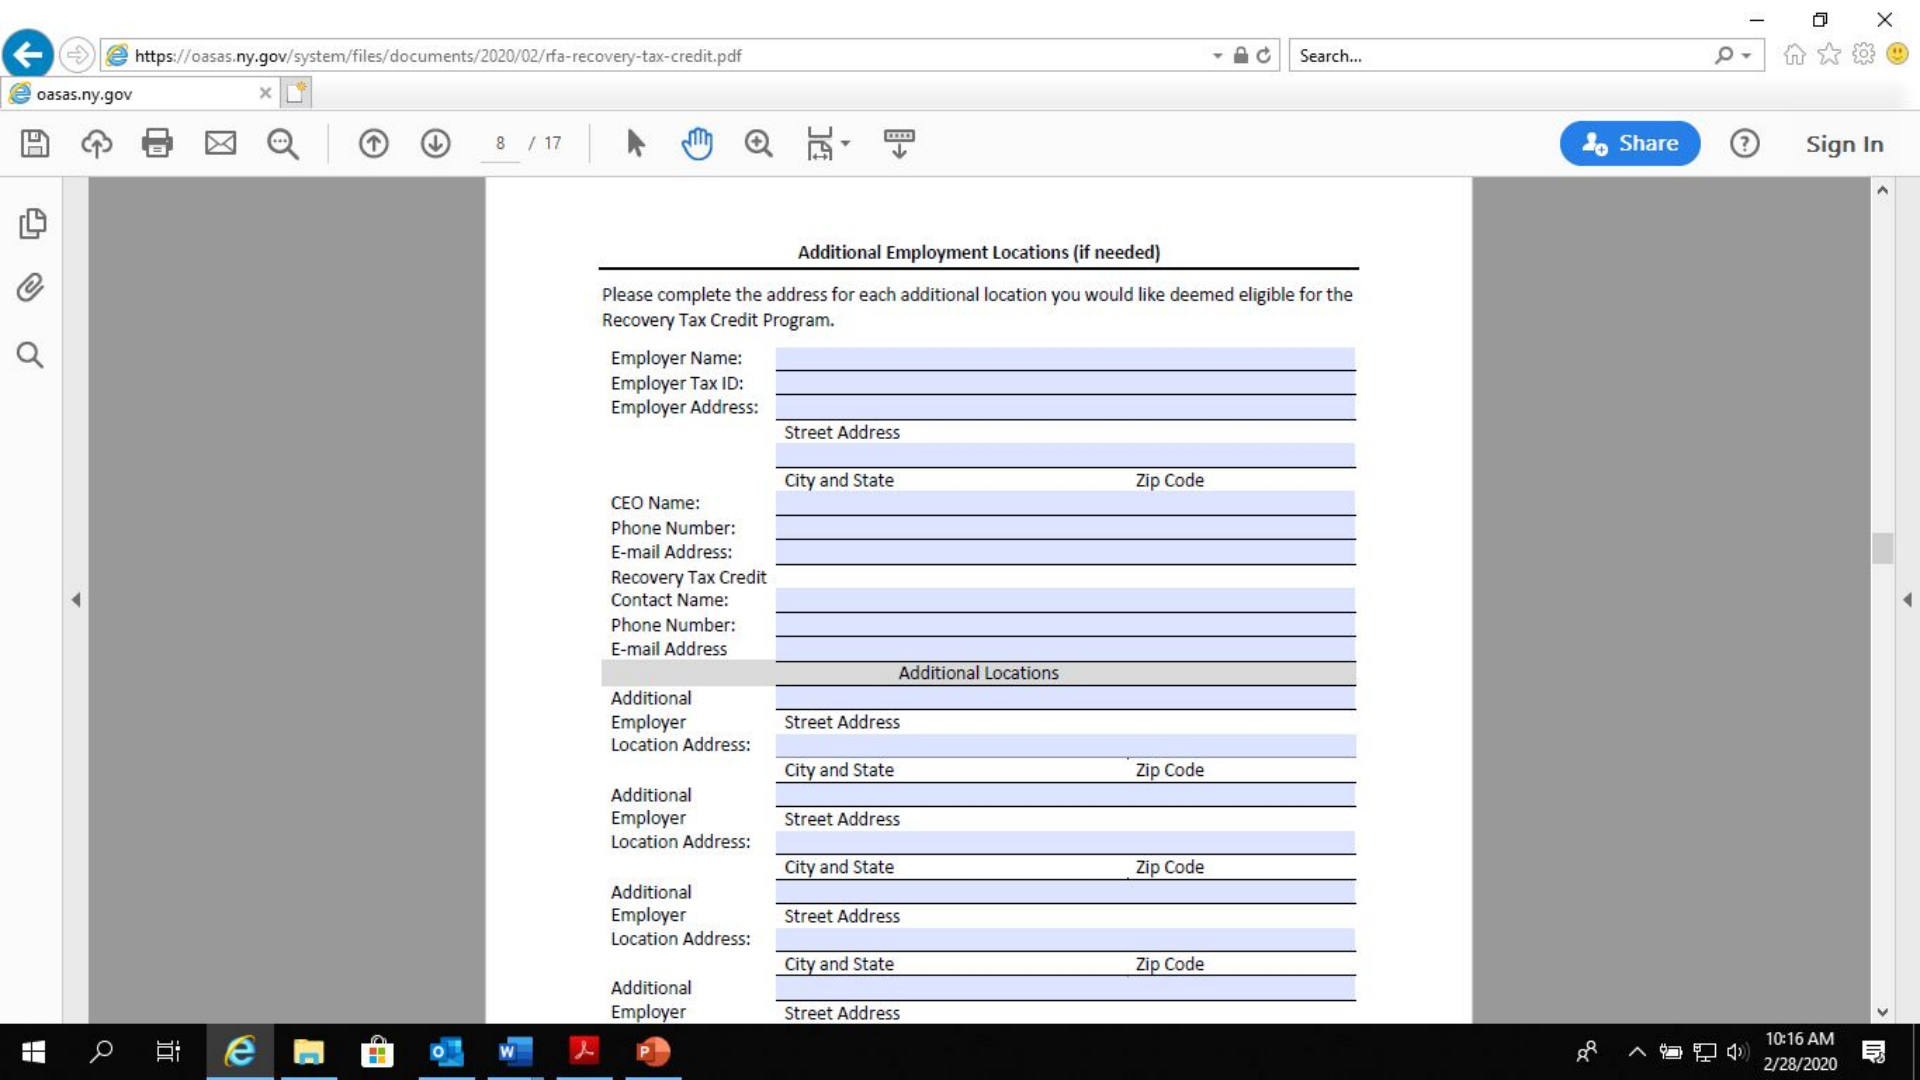 https://oasas.ny.gov/system/files/documents/2020/02/rfa-recovery-tax-credit.pdf
Search...
oasas.ny.gov
8 / 17
Share
Sign In
Additional Employment Locations (if needed)
Please complete the address for each additional location you would like deemed eligible for the
Recovery Tax Credit Program.
Employer Name:
Employer Tax ID:
Employer Address:
Street Address
City and State Zip Code
CEO Name:
Phone Number:
E-mail Address:
Recovery Tax Credit
Contact Name:
Phone Number:
E-mail Address
Additional Locations
Additional
Employer Street Address
Location Address:
City and State Zip Code
Additional
Employer Street Address
Location Address:
City and State Zip Code
Additional
Employer Street Address
Location Address:
City and State Zip Code
Additional
Employer Street Address
10:16 AM
2/28/2020